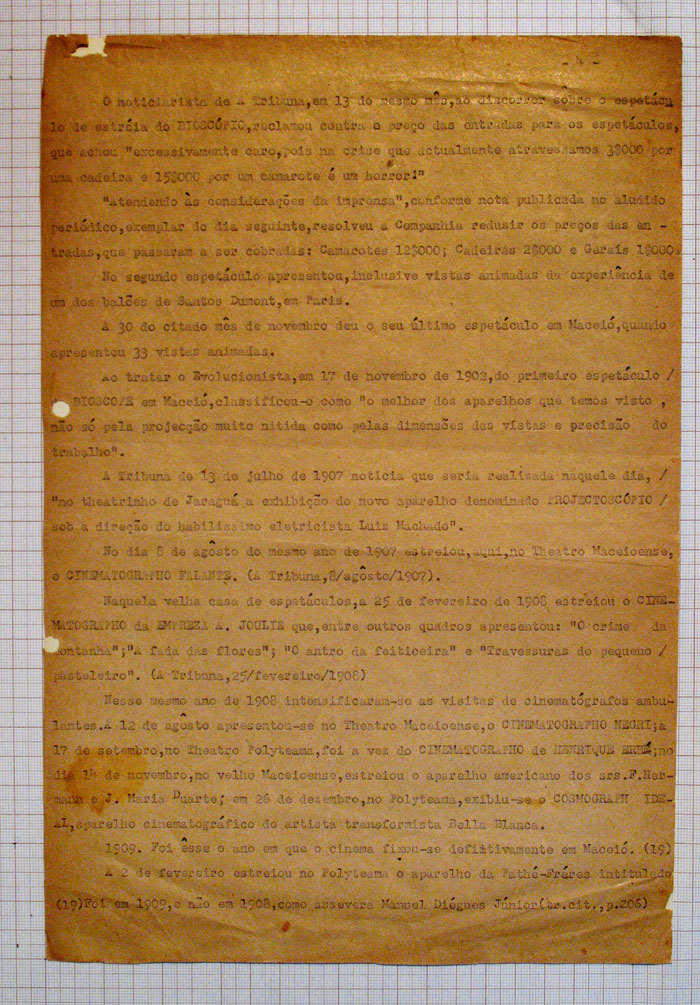 -4-
O noticiarista de A Tribuna,em 13 do mesmo mês,ao discorrer sôbre o espetácu
lo de estréia do BIOSCÓPIO,reclamou contra o preço das entradas para os espetáculos,
que achou "excessivamente caro,pois na crise que actualmente atravessamos 3$000 por
uma cadeira e 15$000 por um camarote é um horror!"
"Atendendo às considerações da imprensa",conforme nota publicada no aludido
periódico,exemplar do dia seguinte,resolveu a Companhia reduzir os preços das en -
tradas,que passaram a ser cobradas: Camarotes 12$000; Cadeiras 2$000 e Gerais 1$000
No segundo espetáculo apresentou,inclusive vistas animadas da experiência de
um dos balões de Santos Dumont,em Paris.
A 30 do citado mês de novembro deu o seu último espetáculo em Maceió,quando
apresentou 33 vistas animadas.
Ao tratar o Evolucionista,em 17 de novembro de 1902,do primeiro espetáculo /
BIOSCOPE em Maceió,classificou-o como "o melhor dos aparelhos que temos visto ,
não só pela projecção muito nitida como pelas dimensões das vistas e precisão do
trabalho".
A Tribuna de 13 de julho de 1907 noticia que seria realizada naquele dia, /
"no theatrinho de Jaraguá a exhibição do novo aparelho denominado PROJECTOSCÓPIO /
sob a direção do habilissimo eletricista Luiz Machado".
No dia 8 de agôsto do mesmo ano de 1907 estreiou,aqui,no Theatro Maceioense,
o CINEMATOGRAPHO FALANTE. (A Tribuna,8/agôsto/1907).
Naquela velha casa de espetáculos,a 25 de fevereiro de 1908 estreiou o CINE-
MATOGRAPHO da EMPREZA A. JOULIE que,entre outros quadros apresentou: "O crime da
montanha";"A fada das flores"; "O antro da feiticeira" e "Travessuras do pequeno /
pasteleiro". (A Tribuna,25/fevereiro/1908)
Nesse mesmo ano de 1908 intensificaram-se as visitas de cinematógrafos ambu-
lantes.A 12 de agôsto apresentou-se no Theatro Maceioense,o CINEMATOGRAPHO NEGRI;a
17 de setembro,no Theatro Polyteama,foi a vez do CINEMATOGRAPHO de HENRIQUE no
dia 14 de novembro,no velho Maceioense,estreiou o aparelho americano dos srs.F.Her-
mann e J. Maria Duarte; em 26 de dezembro,no Polyteama,exibiu-se o COSMOGRAPH IDE-
AL,aparelho cinematográfico do artista transformista Bella Blanca.
1909. Foi êsse o ano em que o cinema fixou-se defiitivamente em Maceió. (19)
A 2 de fevereiro estreiou no Polyteama o aparelho da Pathé-Fréres intitulado
(19)Foi em 1909,e não em 1908,como assevera Manuel Diégues Júnior(tr.cit.,p.206)